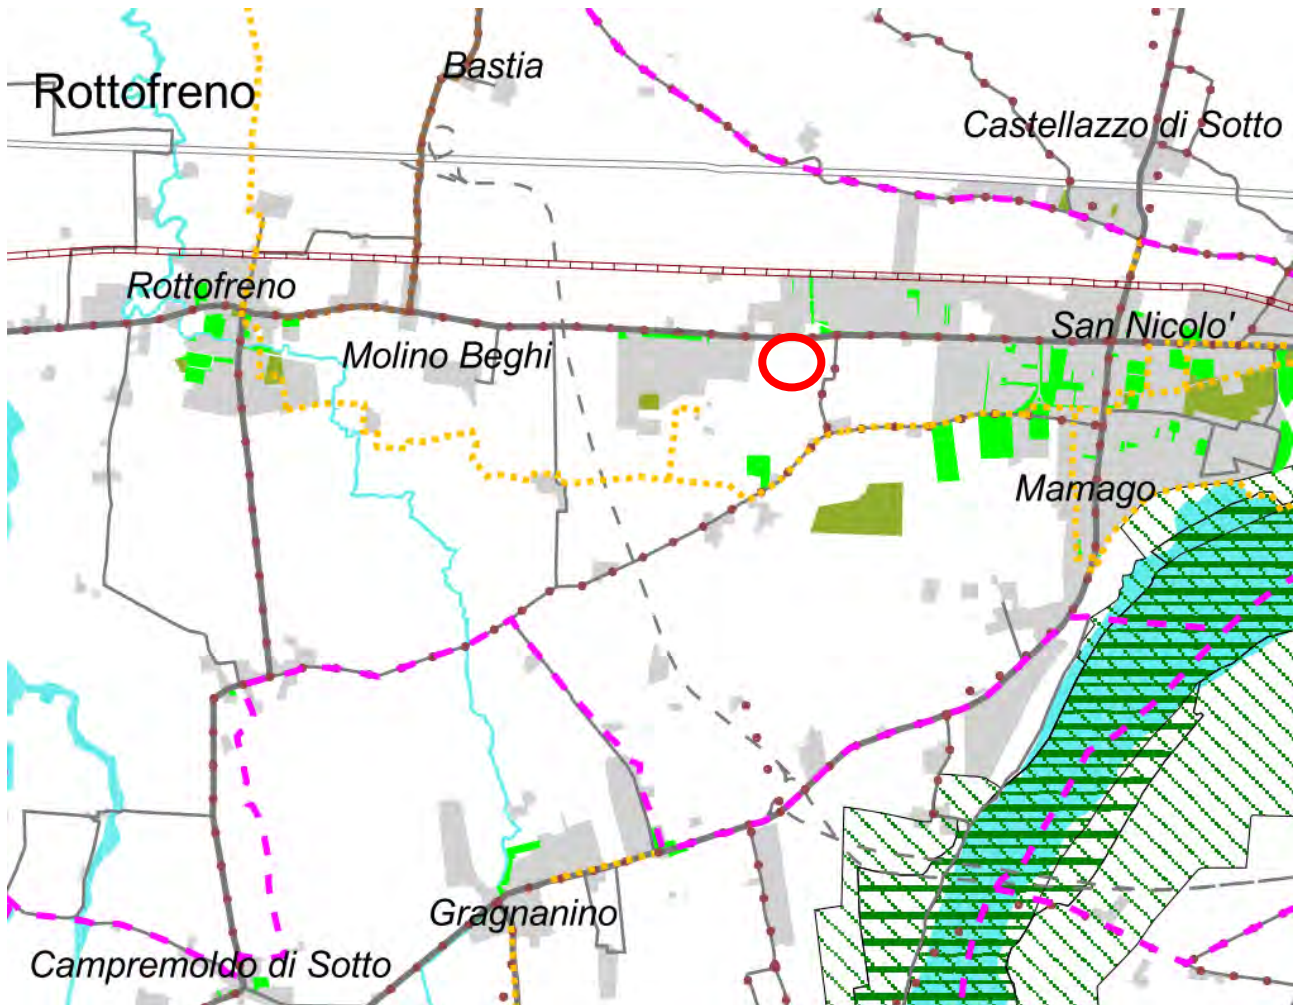 Bastia
Rottofreno
Castellazzo di Sotto
Rottofreno
San Nicolo'
Molino Beghi
Mamago
Gragnanino
Campremoldo di Sotto